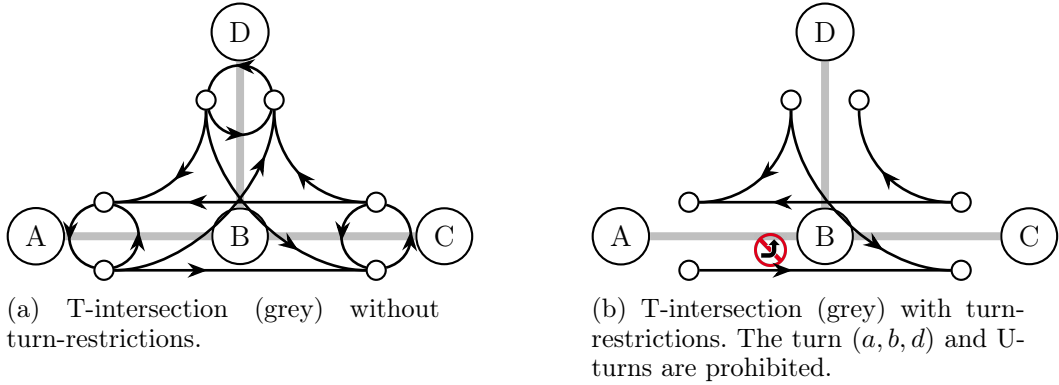 D
D
A
B
C
A
B
C
(a) T-intersection (grey) without
turn-restrictions.
(b) T-intersection (grey) with turn-
restrictions. The turn (a, b, d) and U-
turns are prohibited.